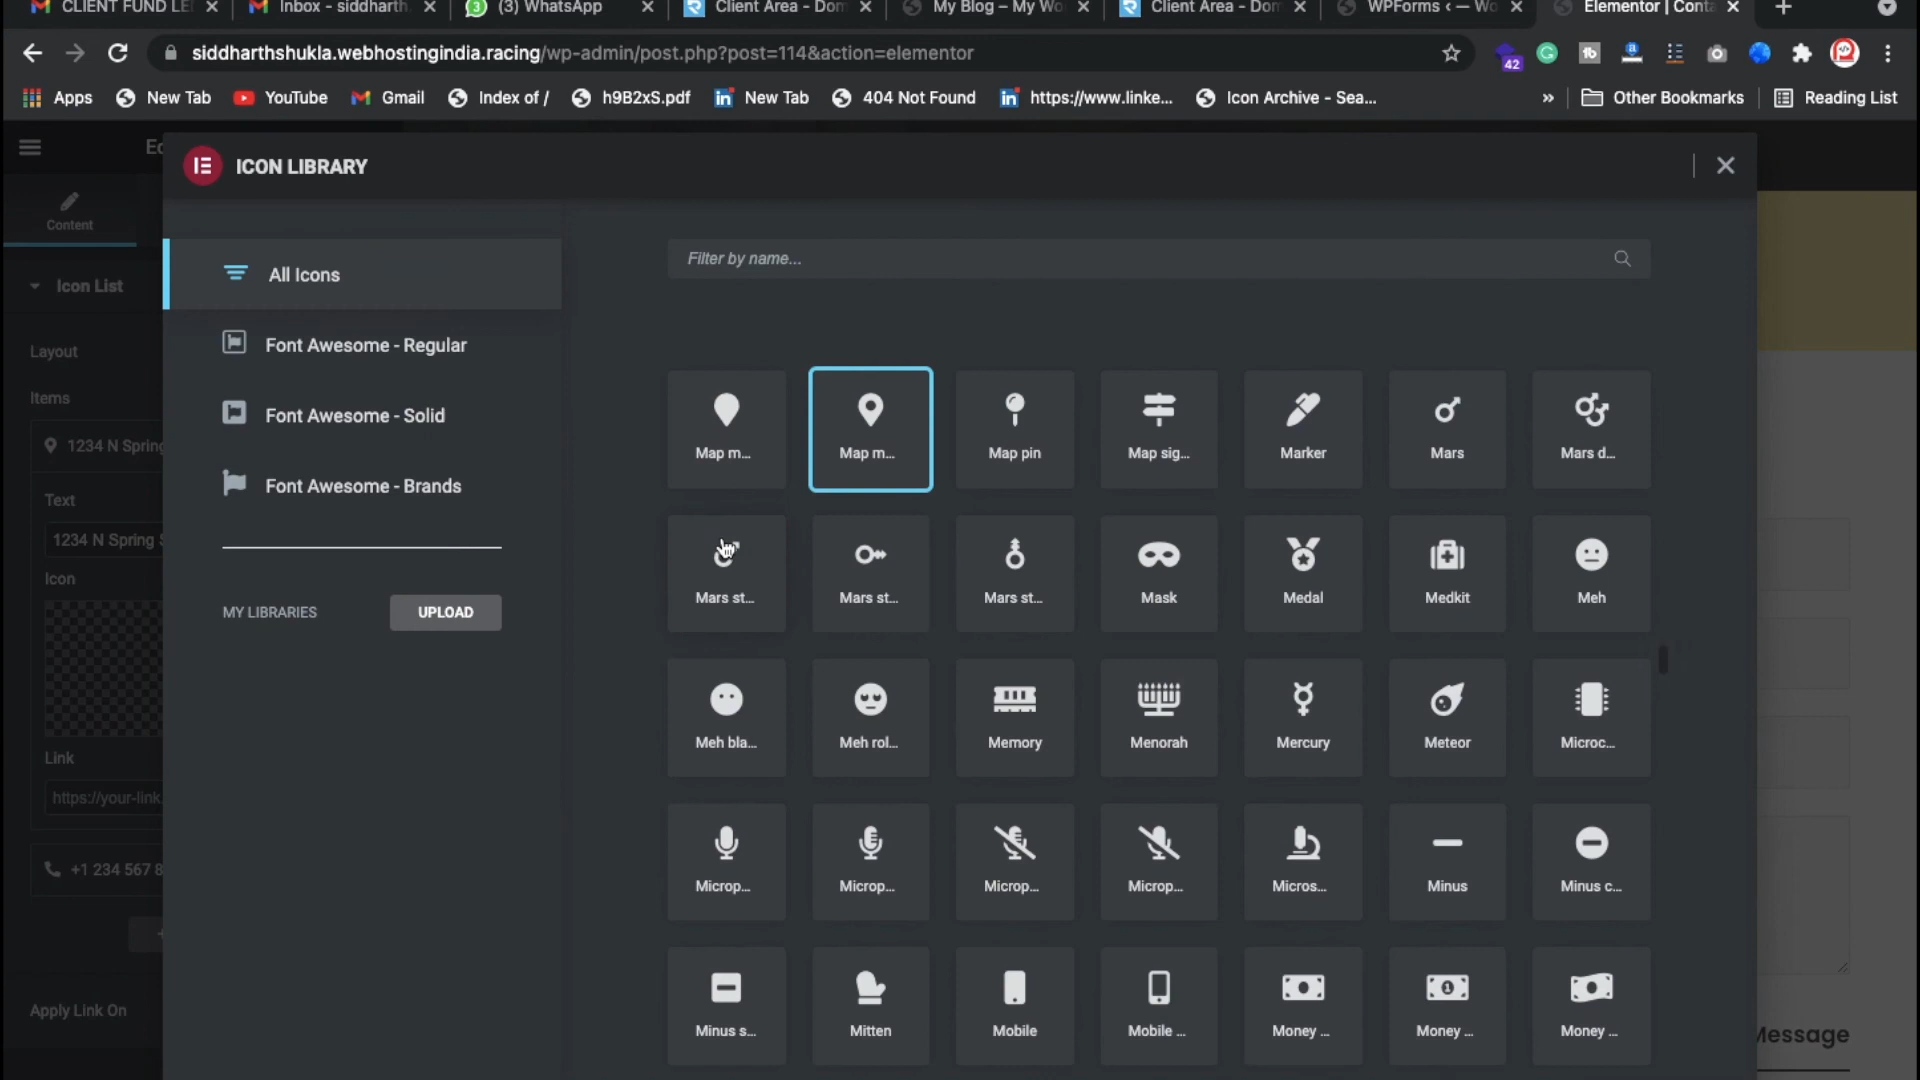 CLIENT FUND LE
Inbox - siddharth.
(3) WhatsApp
Client Area - Dom
My Blog – My Wo
Client Area - Dom
WPForms ‹ — Wo
Elementor | Conta
siddharthshukla.webhostingindia.racing/wp-admin/post.php?post=114&action=elementor
42
Apps
New Tab
YouTube
Gmail
Index of /
h9B2xS.pdf
New Tab
404 Not Found
https://www.linke...
Icon Archive - Sea...
»
Other Bookmarks
Reading List
ICON LIBRARY
Content
Icon List
Layout
Items
1234 N Spring
Text
1234 N Spring S
Icon
Link
https://your-link.
+1 234 567 8
Apply Link On
All Icons
Font Awesome - Regular
Font Awesome - Solid
Font Awesome - Brands
MY LIBRARIES
UPLOAD
Filter by name...
Map m...
Map m...
Map pin
Map sig...
Marker
Mars
Mars d...
Mars st...
Mars st...
Mars st...
Mask
Medal
Medkit
Meh
Meh bla...
Meh rol...
Memory
Menorah
Mercury
Meteor
Microc...
Microp...
Microp...
Microp...
Microp...
Micros...
Minus
Minus c...
Minus s...
Mitten
Mobile
Mobile ...
Money ...
Money ...
Money ...
Message